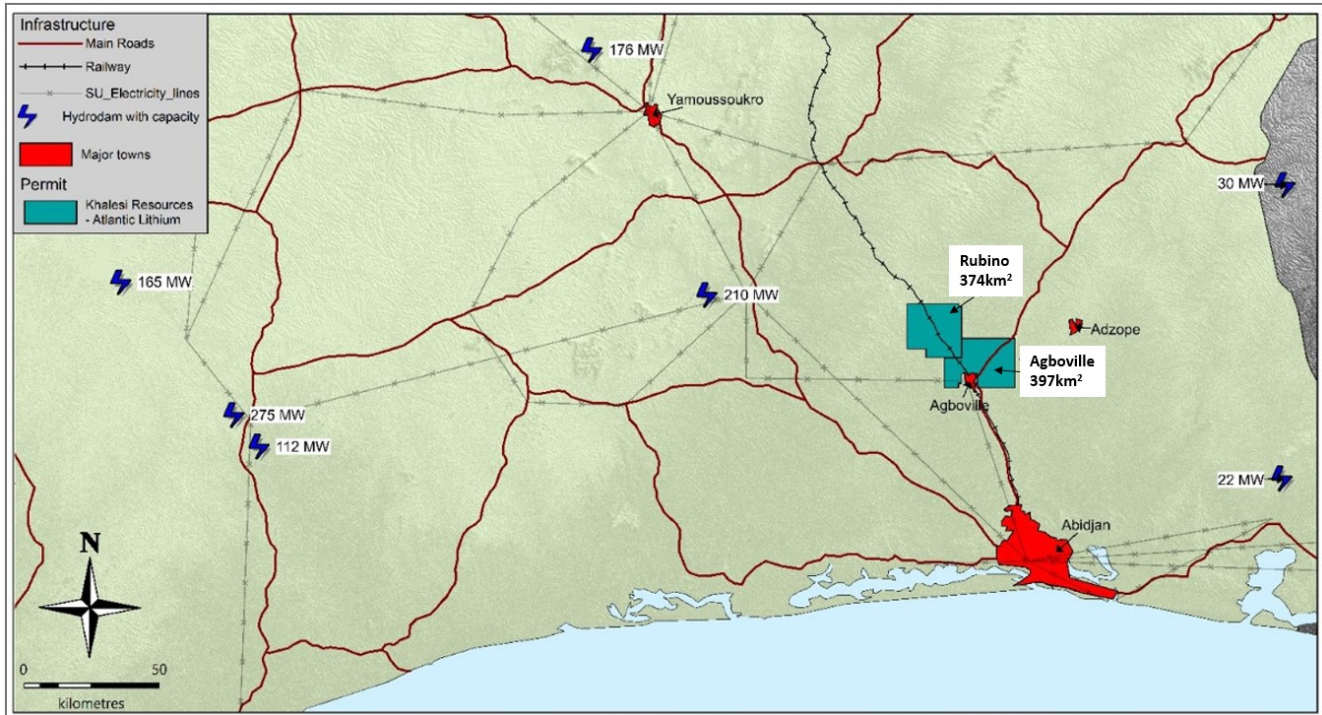 Infrastructure
Main Roads
Railway
SU_Electricity_lines
Hydrodam with capacity
Major towns
Permit
Khalesi Resources
- Atlantic Lithium
176 MW
Yamoussoukro
30 MW
165 MW
210 MW
Rubino
374km²
Adzope
Agboville
397km²
Agboville
275 MW
112 MW
22 MW
Abidjan
N
0 50
kilometres